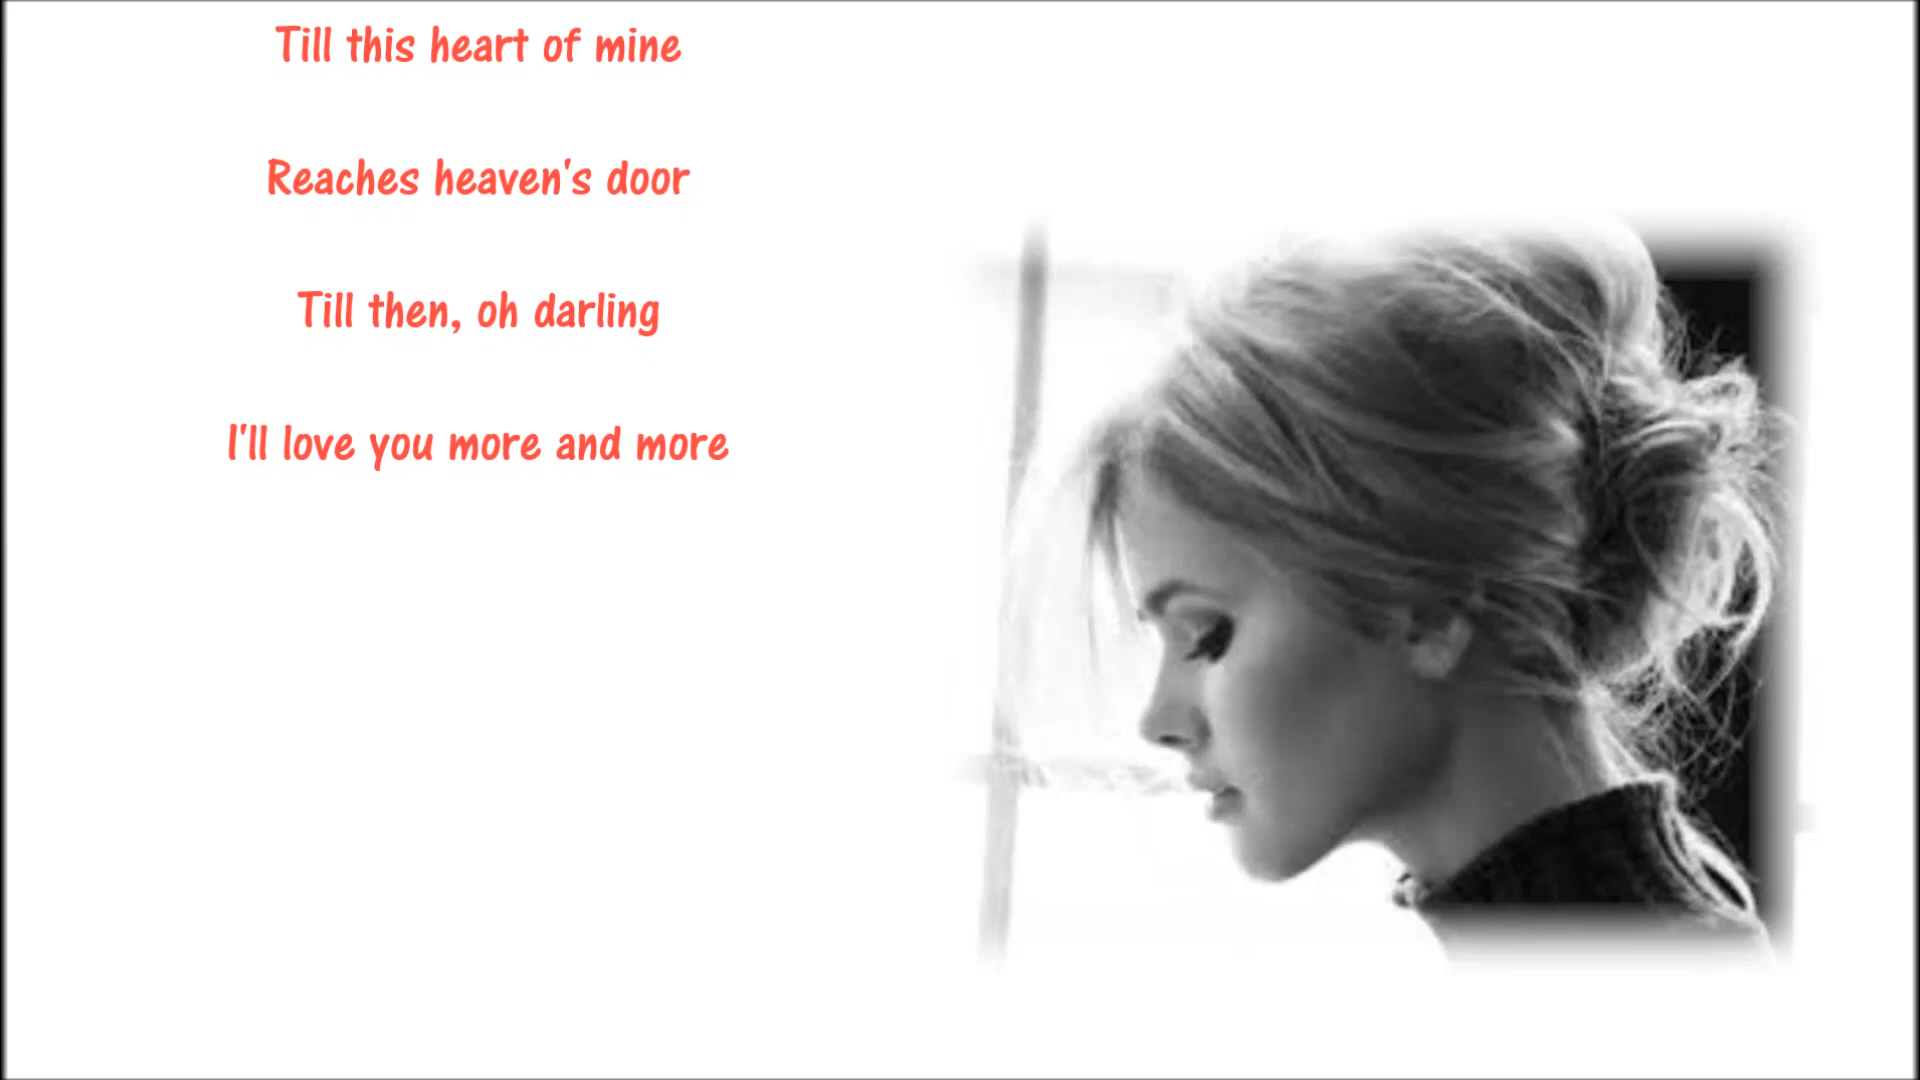 Till this heart of mine
Reaches heaven's door
Till then, oh darling
I'll love you more and more